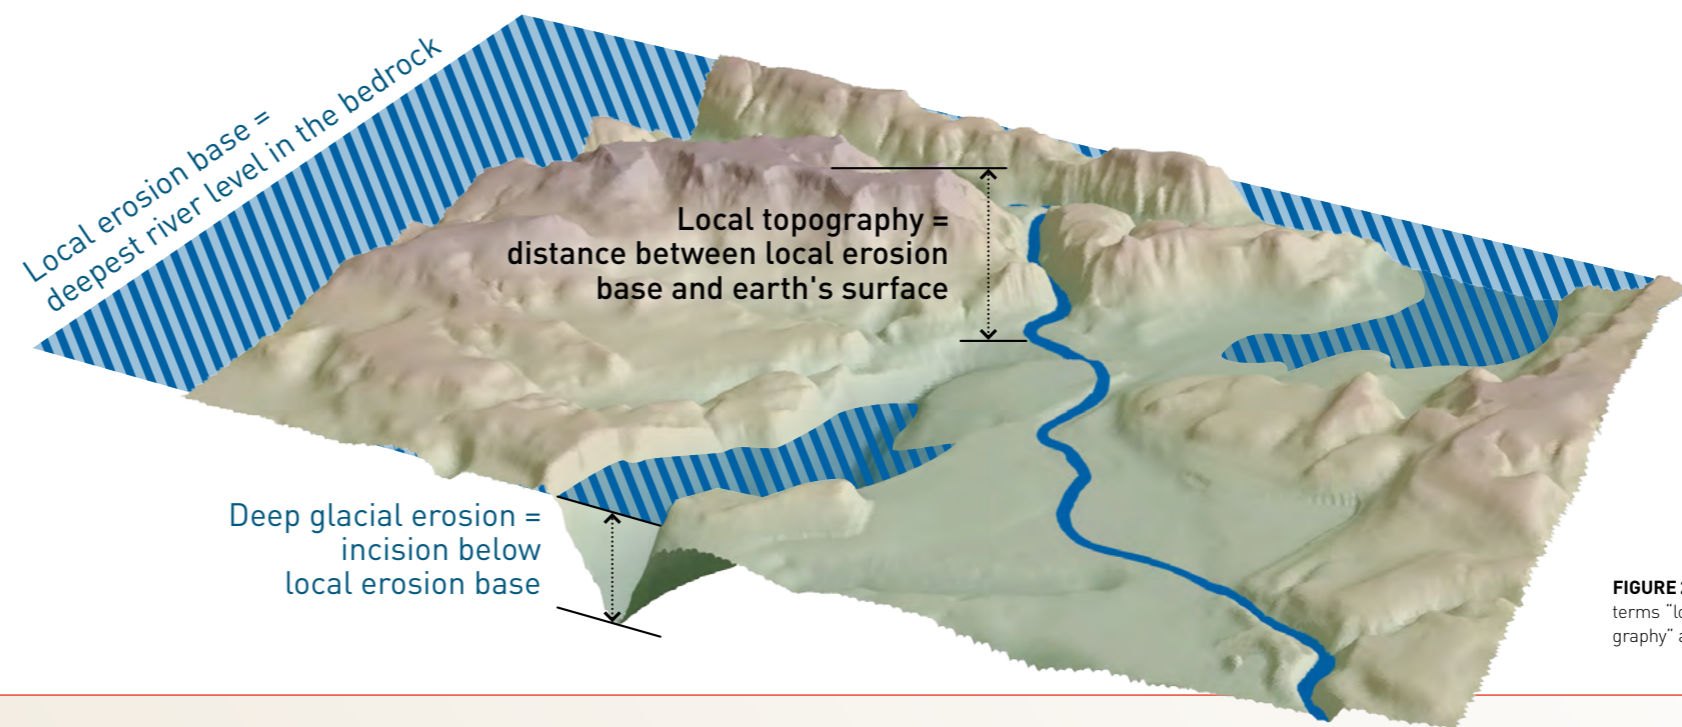 Local erosion base =
deepest river level in the bedrock
Local topography =
distance between local erosion
base and earth's surface
Deep glacial erosion =
incision below
local erosion base
FIGURE
terms "lo
graphy" a